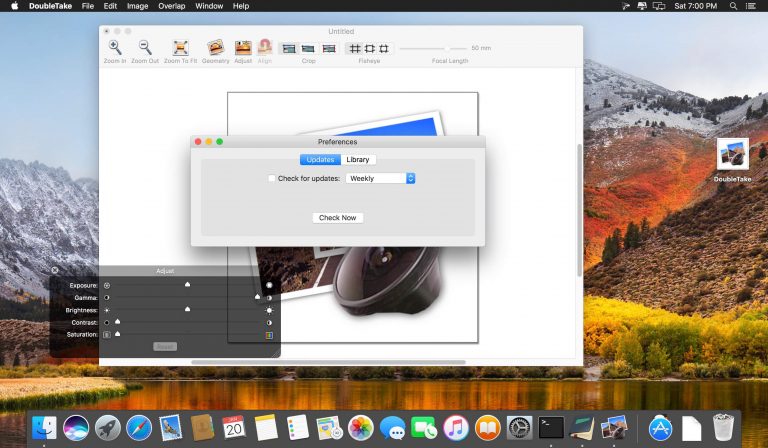 DoubleTake File Edit Image Overlap Window Help Sat 7:00 PM
Untitled
Zoom In Zoom Out Zoom To Fit Geometry Adjust Align Crop Fisheye Focal Length
50 mm
Preferences
Updates Library
Check for updates: Weekly
Check Now
DoubleTake
Adjust
Exposure:
Gamma:
Brightness:
Contrast:
Saturation:
Reset
JAN
20